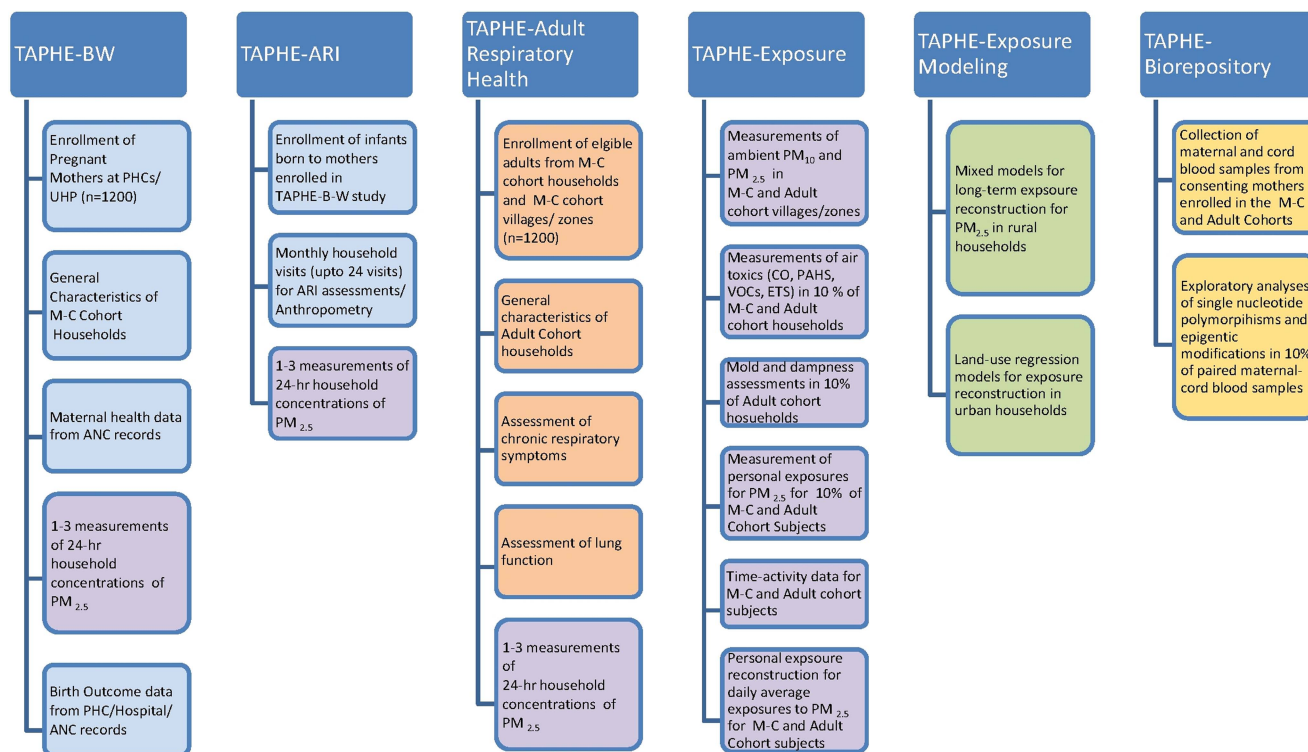 TAPHE-BW
Enrollment of
Pregnant
Mothers at PHCs/
UHP (n=1200)
General
Characteristics of
M-C Cohort
Households
Maternal health data
from ANC records
1-3 measurements
of 24-hr
household
concentrations of
PM 2.5
Birth Outcome data
from PHC/Hospital/
ANC records
TAPHE-ARI
Enrollment of infants
born to mothers
enrolled in
TAPHE-B-W study
Monthly household
visits (upto 24 visits)
for ARI assessments/
Anthropometry
1-3 measurements of
24-hr household
concentrations of
PM 2.5
TAPHE-Adult
Respiratory
Health
Enrollment of elgible
adults from M-C
cohort households
and M-C cohort
villages/ zones
(n=1200)
General
characteristics of
Adult Cohort
households
Assessment of
chronic respiratory
symptoms
Assessment of lung
function
1-3 measurements
of
24-hr household
concentrations of
PM 2.5
TAPHE-Exposure
Measurements of
ambient PM10 and
PM 2.5 in
M-C and Adult
cohort villages/zones
Measurements of air
toxics (CO, PAHS,
VOCs, ETS) in 10 % of
M-C and Adult
cohort households
Mold and dampness
assessments in 10%
of Adult cohort
hosueholds
Measurement of
personal exposures
for PM 2.5 for 10% of
M-C and Adult
Cohort Subjects
Time-activity data for
M-C and Adult cohort
subjects
Personal expsoure
reconstruction for
daily average
exposures to PM 2.5
for M-C and Adult
Cohort subjects
TAPHE-Exposure
Modeling
Mixed models for
long-term expsoure
reconstruction for
PM2.5 in rural
households
Land-use regression
models for exposure
reconstruction in
urban households
TAPHE-
Biorepository
Collection of
maternal and cord
blood samples from
consenting mothers
enrolled in the M-C
and Adult Cohorts
Exploratory analyses
of single nucleotide
polymorpihisms and
epigentic
modifications in 10%
of paired maternal-
cord blood samples